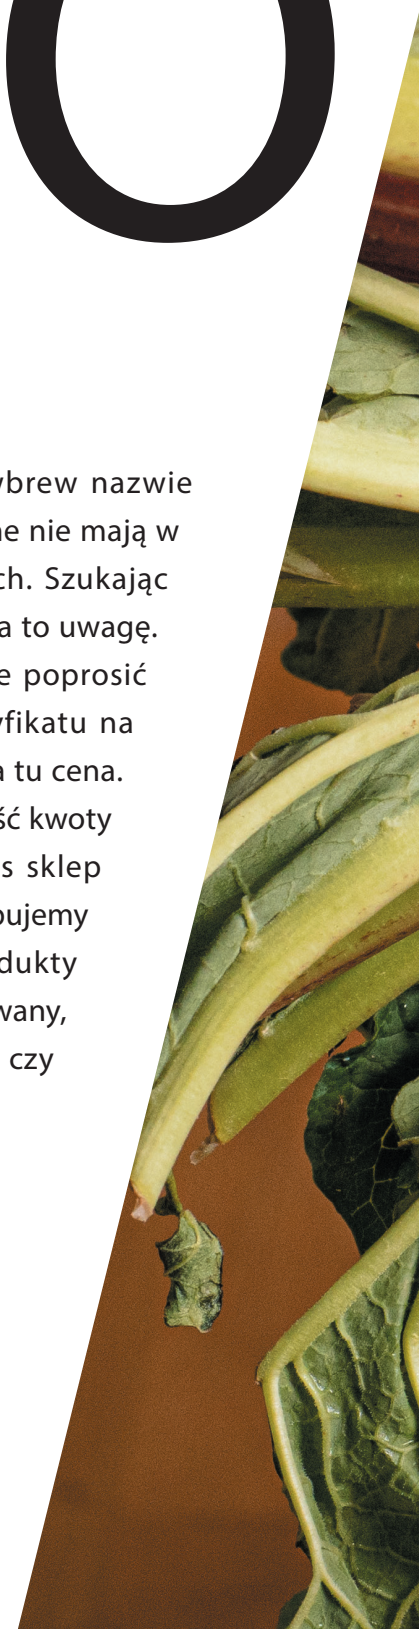 O
ybrew nazwie
ne nie mają w
ch. Szukając
a to uwagę.
e poprosić
yfikatu na
a tu cena.
ść kwoty
s sklep
pujemy
dukty
wany,
czy